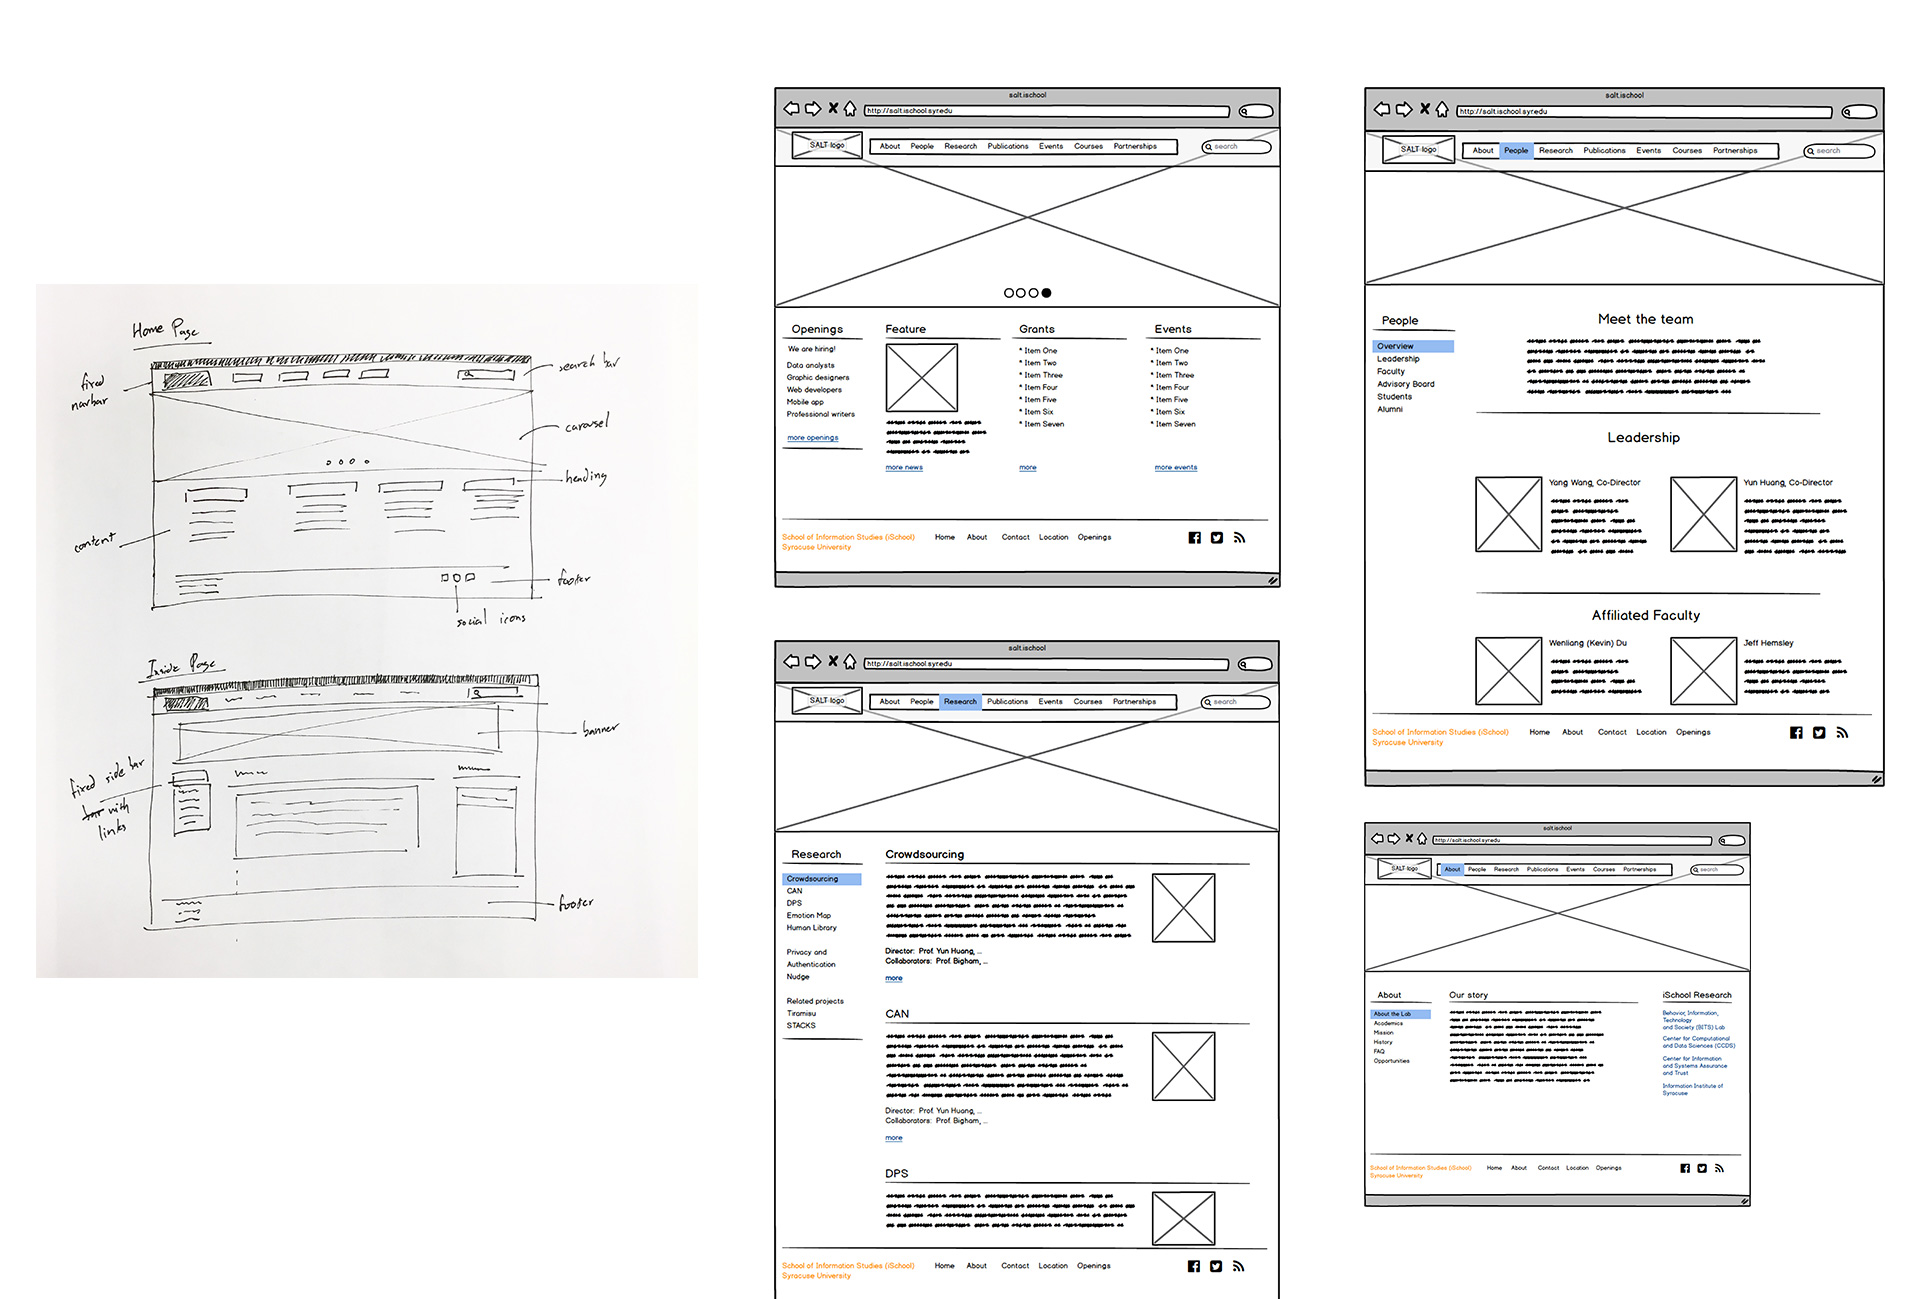 Home Page
fixed
navbar
search bar
carousel
heading
content
footer
social icons
Inside Page
banner
fixed side bar
bar with
links
footer
salt.ischool
http://salt.ischool.syr.edu
SALT logo
About People Research Publications Events Courses Partnerships
search
Openings
We are hiring!
Data analysts
Graphic designers
Web developers
Mobile app
Professional writers
more openings
Feature
more news
Grants
* Item One
* Item Two
* Item Three
* Item Four
* Item Five
* Item Six
* Item Seven
more
Events
* Item One
* Item Two
* Item Three
* Item Four
* Item Five
* Item Six
* Item Seven
more events
School of Information Studies (iSchool)
Syracuse University
Home About Contact Location Openings
salt.ischool
http://salt.ischool.syr.edu
SALT logo
About People Research Publications Events Courses Partnerships
search
Research
Crowdsourcing
CAN
DPS
Emotion Map
Human Library
Privacy and
Authentication
Nudge
Related projects
Tiramisu
STACKS
Crowdsourcing
Director: Prof. Yun Huang, ...
Collaborators: Prof. Bigham, ...
more
CAN
Director: Prof. Yun Huang, ...
Collaborators: Prof. Bigham, ...
more
DPS
School of Information Studies (iSchool)
Syracuse University
Home About Contact Location Openings
salt.ischool
http://salt.ischool.syr.edu
SALT logo
About People Research Publications Events Courses Partnerships
search
People
Overview
Leadership
Faculty
Advisory Board
Students
Alumni
Meet the team
Leadership
Yang Wang, Co-Director
Yun Huang, Co-Director
Affiliated Faculty
Wenliang (Kevin) Du
Jeff Hemsley
School of Information Studies (iSchool)
Syracuse University
Home About Contact Location Openings
salt.ischool
http://salt.ischool.syr.edu
SALT logo
About People Research Publications Events Courses Partnerships
search
About
About the Lab
Academics
Mission
History
FAQ
Opportunities
Our story
iSchool Research
Behavior, Information,
Technology
and Society (BITS) Lab
Center for Computational
and Data Sciences (CCDS)
Center for Information
and Systems Assurance
and Trust
Information Institute of
Syracuse
School of Information Studies (iSchool)
Syracuse University
Home About Contact Location Openings